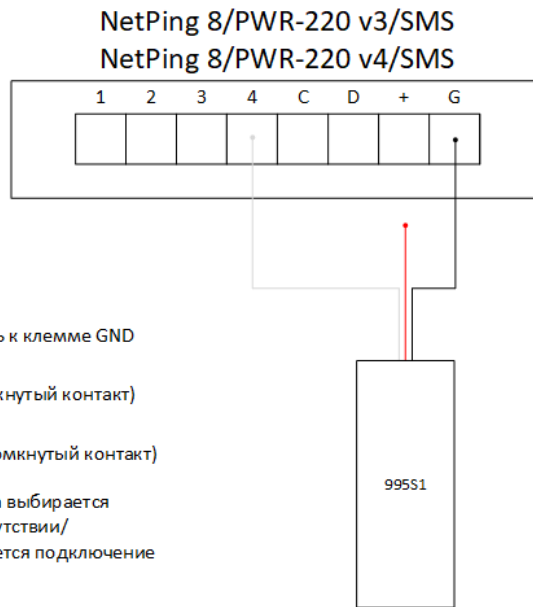 NetPing 8/PWR-220 v3/SMS
NetPing 8/PWR-220 v4/SMS
1 2 3 4 C D + G
ь к клемме GND
кнутый контакт)
омкнутый контакт)
выбирается
утствии/
ется подключение
995S1